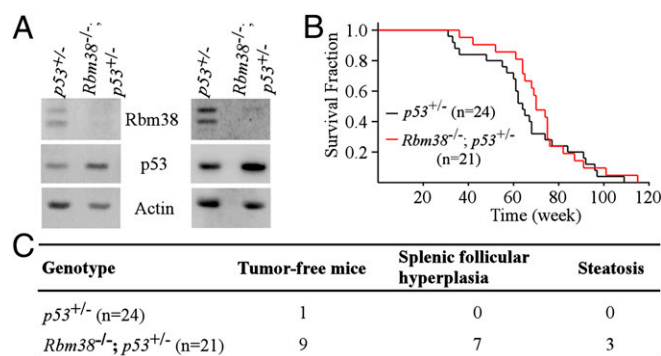 A
p53+/-
Rbm38-/-; p53+/-
p53+/-
Rbm38-/-; p53+/-
Rbm38
p53
Actin
B
Survival Fraction
1.0
0.8
0.6
0.4
0.2
p53+/- (n=24)
Rbm38-/-; p53+/-
(n=21)
20 40 60 80 100 120
Time (week)
C
Genotype Tumor-free mice Splenic follicular hyperplasia Steatosis
p53+/- (n=24) 1 0 0
Rbm38-/-; p53+/- (n=21) 9 7 3